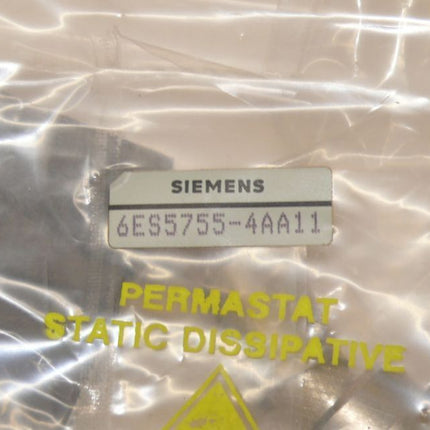 SIEMENS
6ES5755-4AA11
PERMASTAT
STATIC DISSIPATIVE